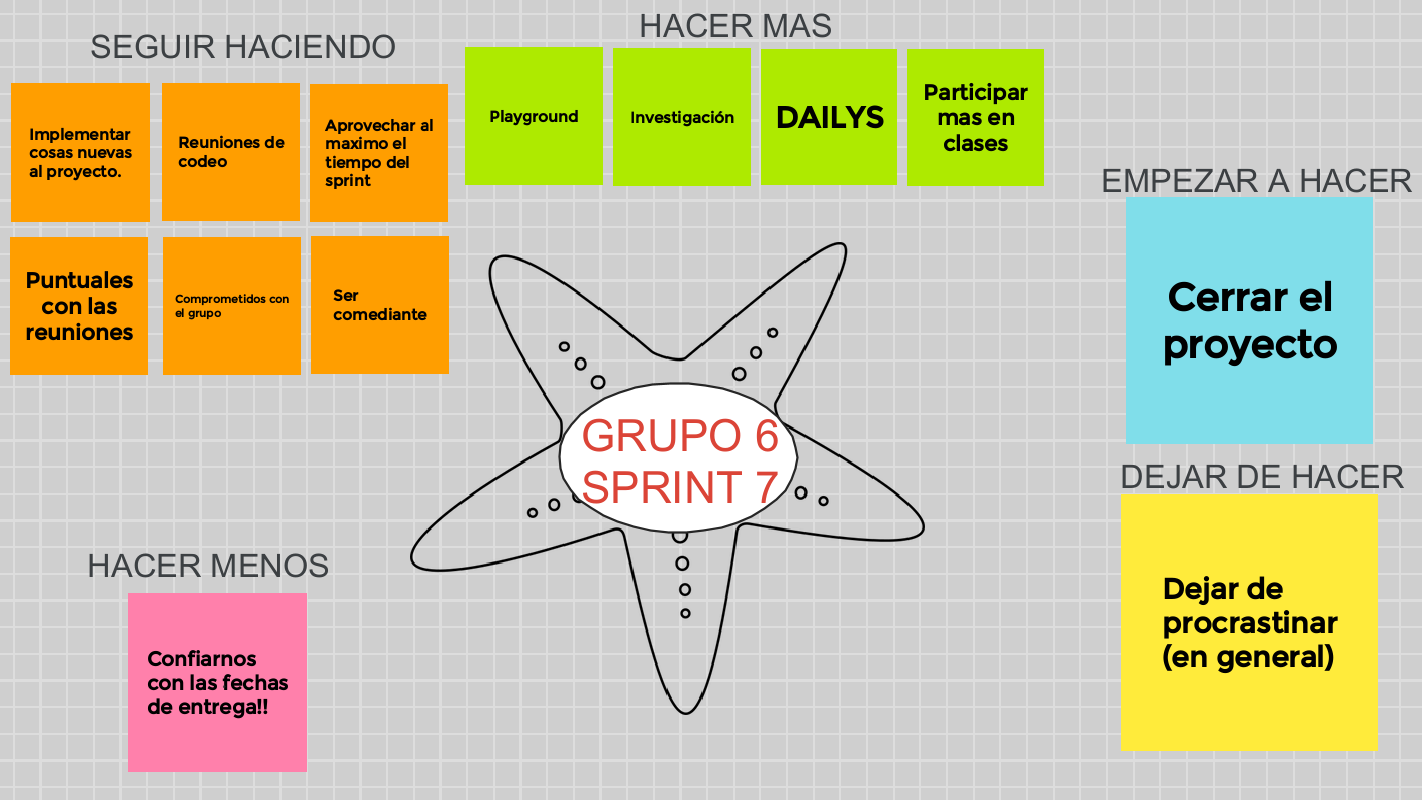 SEGUIR HACIENDO
Implementar
cosas nuevas
al proyecto.
Reuniones de
codeo
Aprovechar al
maximo el
tiempo del
sprint
Puntuales
con las
reuniones
Comprometidos con
el grupo
Ser
comediante
HACER MAS
Playground
Investigación
DAILYS
Participar
mas en
clases
EMPEZAR A HACER
Cerrar el
proyecto
GRUPO 6
SPRINT 7
DEJAR DE HACER
Dejar de
procrastinar
(en general)
HACER MENOS
Confiarnos
con las fechas
de entrega!!